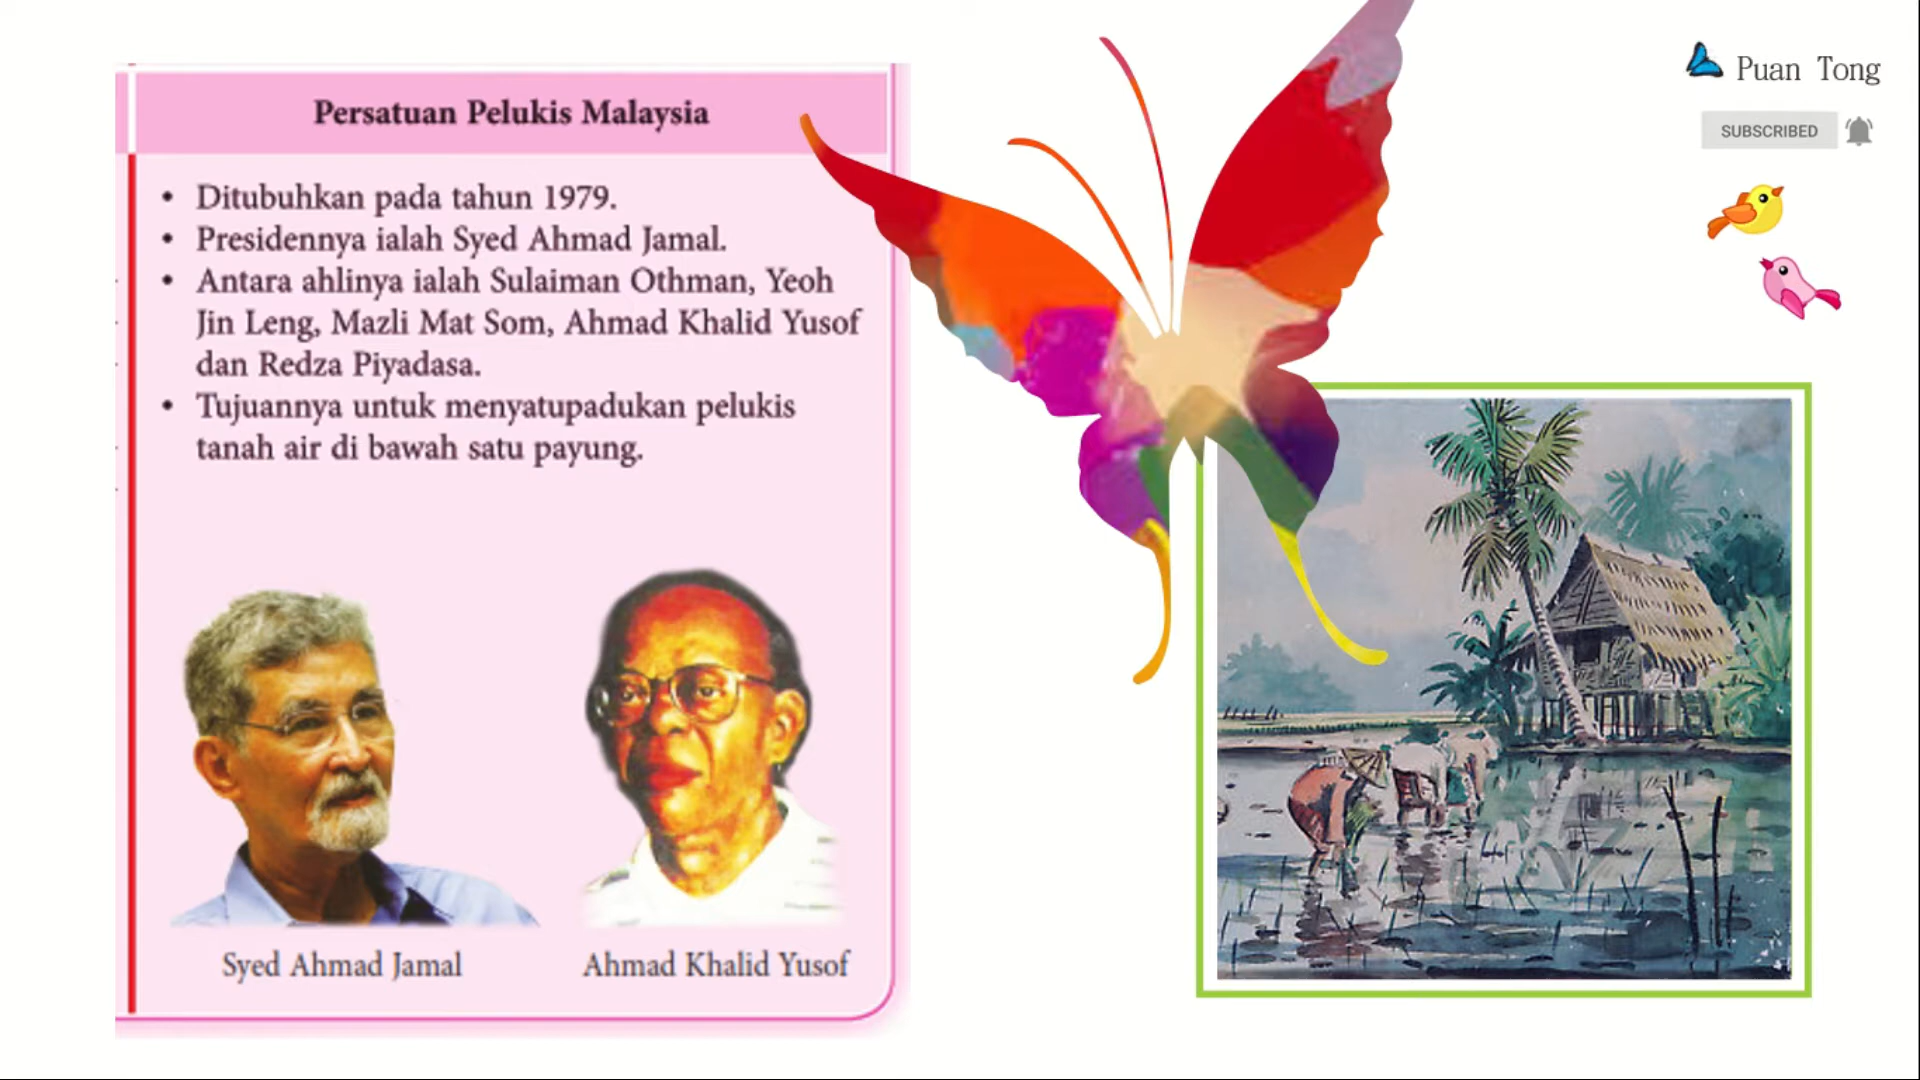 Persatuan Pelukis Malaysia
• Ditubuhkan pada tahun 1979.
• Presidennya ialah Syed Ahmad Jamal.
• Antara ahlinya ialah Sulaiman Othman, Yeoh
Jin Leng, Mazli Mat Som, Ahmad Khalid Yusof
dan Redza Piyadasa.
• Tujuannya untuk menyatupadukan pelukis
tanah air di bawah satu payung.
Syed Ahmad Jamal
Ahmad Khalid Yusof
Puan Tong
SUBSCRIBED